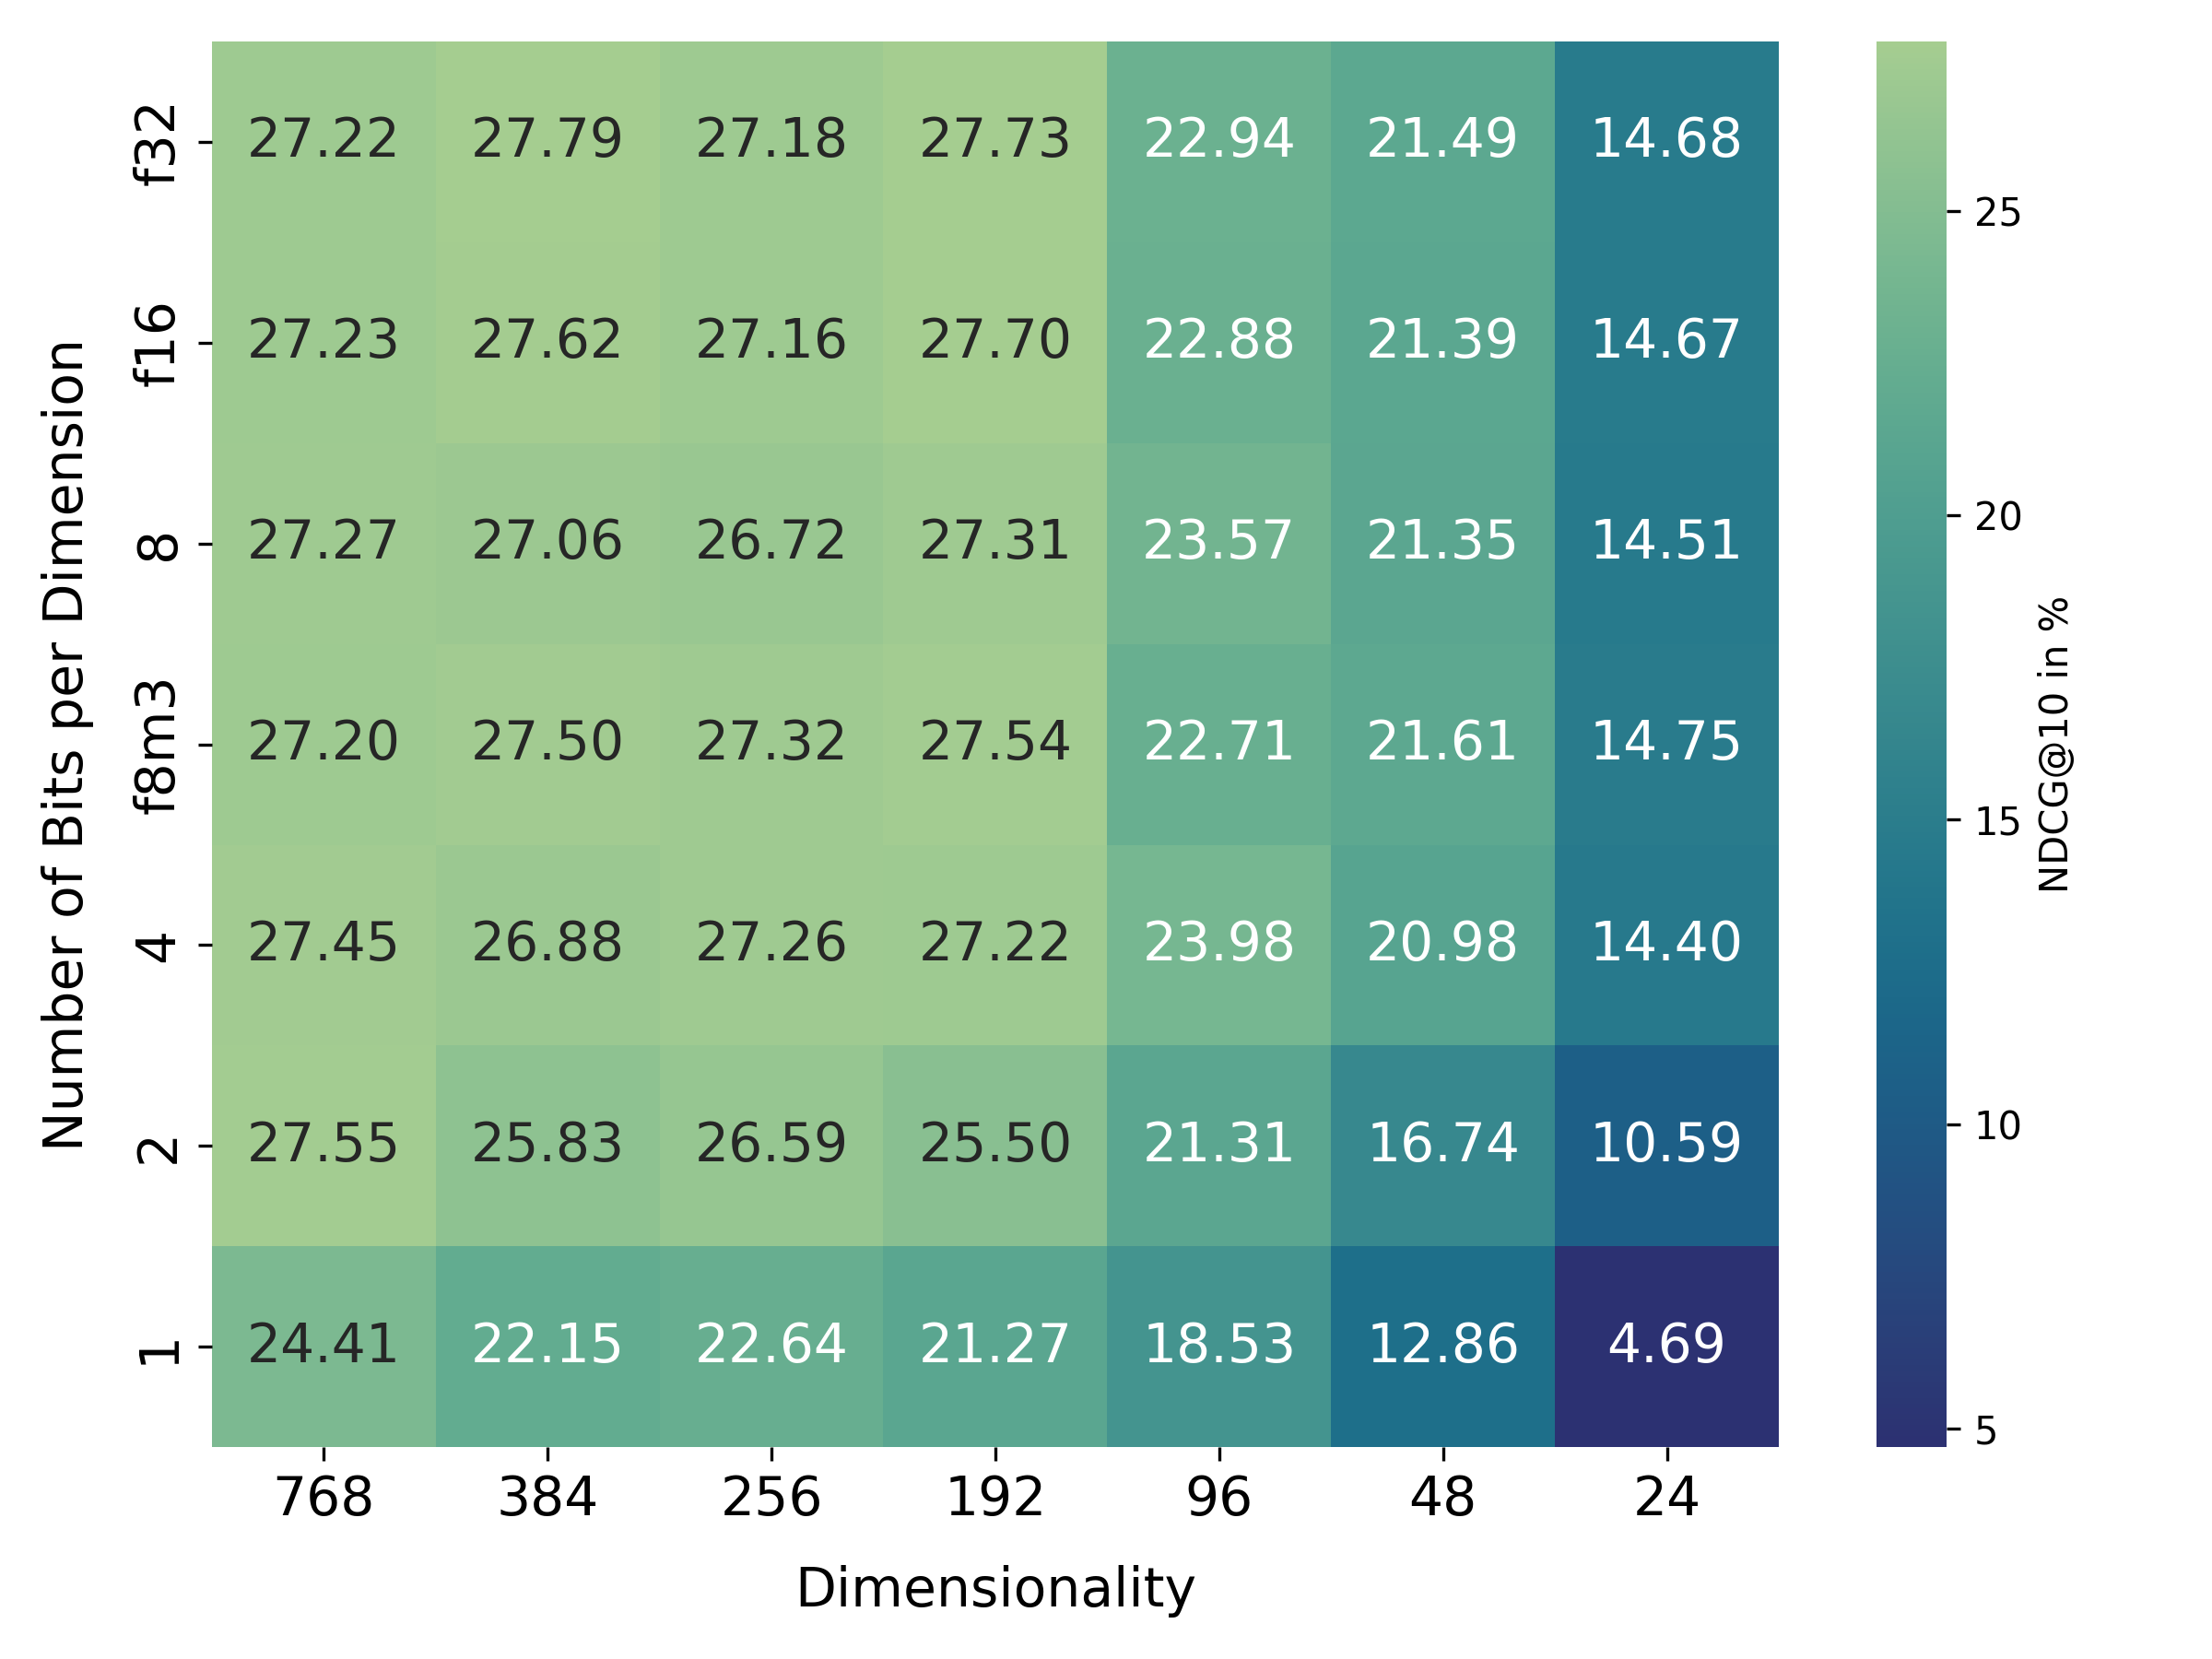 Number of Bits per Dimension
f32 27.22 27.79 27.18 27.73 22.94 21.49 14.68
f16 27.23 27.62 27.16 27.70 22.88 21.39 14.67
8 27.27 27.06 26.72 27.31 23.57 21.35 14.51
f8m3 27.20 27.50 27.32 27.54 22.71 21.61 14.75
4 27.45 26.88 27.26 27.22 23.98 20.98 14.40
2 27.55 25.83 26.59 25.50 21.31 16.74 10.59
1 24.41 22.15 22.64 21.27 18.53 12.86 4.69
768 384 256 192 96 48 24
Dimensionality
25
20
15
10
5
NDCG@10 in %